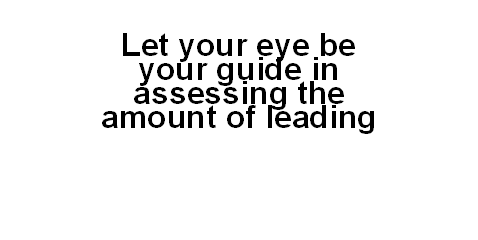 Let your eye be
your guide in
assessing the
amount of leading